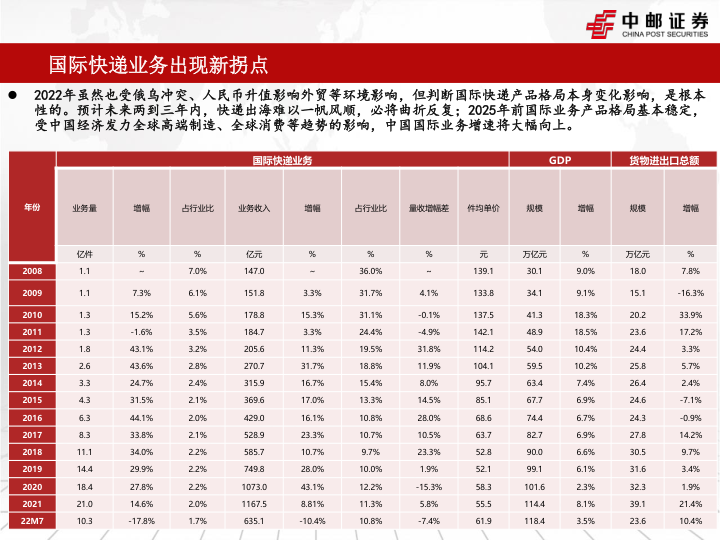 中邮证券
CHINA POST SECURITIES
国际快递业务出现新拐点
● 2022年虽然也受俄乌冲突、人民币升值影响外贸等环境影响，但判断国际快递产品格局本身变化影响，是根本
性的。预计未来两到三年内，快递出海难以一帆风顺，必将曲折反复；2025年前国际业务产品格局基本稳定，
受中国经济发力全球高端制造、全球消费等趋势的影响，中国国际业务增速将大幅向上。
年份 国际快递业务 GDP 货物进出口总额
业务量 增幅 占行业比 业务收入 增幅 占行业比 量收增幅差 件均单价 规模 增幅 规模 增幅
亿件 % % 亿元 % % % 元 万亿元 % 万亿元 %
2008 1.1 – 7.0% 147.0 – 36.0% – 139.1 30.1 9.0% 18.0 7.8%
2009 1.1 7.3% 6.1% 151.8 3.3% 31.7% 4.1% 133.8 34.1 9.1% 15.1 -16.3%
2010 1.3 15.2% 5.6% 178.8 15.3% 31.1% -0.1% 137.5 41.3 18.3% 20.2 33.9%
2011 1.3 -1.6% 3.5% 184.7 3.3% 24.4% -4.9% 142.1 48.9 18.5% 23.6 17.2%
2012 1.8 43.1% 3.2% 205.6 11.3% 19.5% 31.8% 114.2 54.0 10.4% 24.4 3.3%
2013 2.6 43.6% 2.8% 270.7 31.7% 18.8% 11.9% 104.1 59.5 10.2% 25.8 5.7%
2014 3.3 24.7% 2.4% 315.9 16.7% 15.4% 8.0% 95.7 63.4 7.4% 26.4 2.4%
2015 4.3 31.5% 2.1% 369.6 17.0% 13.3% 14.5% 85.1 67.7 6.9% 24.6 -7.1%
2016 6.3 44.1% 2.0% 429.0 16.1% 10.8% 28.0% 68.6 74.4 6.7% 24.3 -0.9%
2017 8.3 33.8% 2.1% 528.9 23.3% 10.7% 10.5% 63.7 82.7 6.9% 27.8 14.2%
2018 11.1 34.0% 2.2% 585.7 10.7% 9.7% 23.3% 52.8 90.0 6.6% 30.5 9.7%
2019 14.4 29.9% 2.2% 749.8 28.0% 10.0% 1.9% 52.1 99.1 6.1% 31.6 3.4%
2020 18.4 27.8% 2.2% 1073.0 43.1% 12.2% -15.3% 58.3 101.6 2.3% 32.3 1.9%
2021 21.0 14.6% 2.0% 1167.5 8.81% 11.3% 5.8% 55.5 114.4 8.1% 39.1 21.4%
22M7 10.3 -17.8% 1.7% 635.1 -10.4% 10.8% -7.4% 61.9 118.4 3.5% 23.6 10.4%